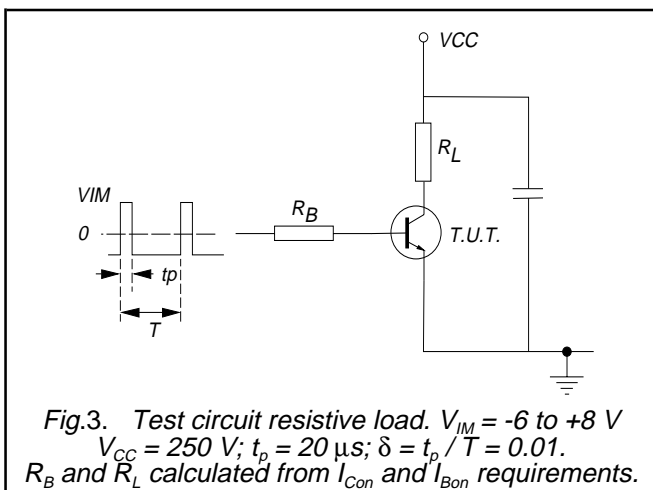 VCC
RL
VIM
RB
0
T.U.T.
tp
T
Fig.3. Test circuit resistive load. VIM = -6 to +8 V
VCC = 250 V; tp = 20 μs; δ = tp / T = 0.01.
RB and RL calculated from ICon and IBon requirements.